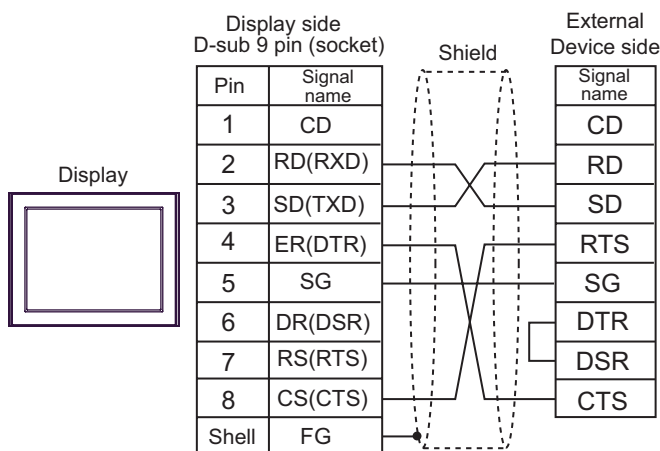 Display side
D-sub 9 pin (socket)
Shield
External
Device side
Pin Signal name
Signal name
1 CD
CD
2 RD(RXD)
RD
Display
3 SD(TXD)
SD
4 ER(DTR)
RTS
5 SG
SG
6 DR(DSR)
DTR
7 RS(RTS)
DSR
8 CS(CTS)
CTS
Shell FG